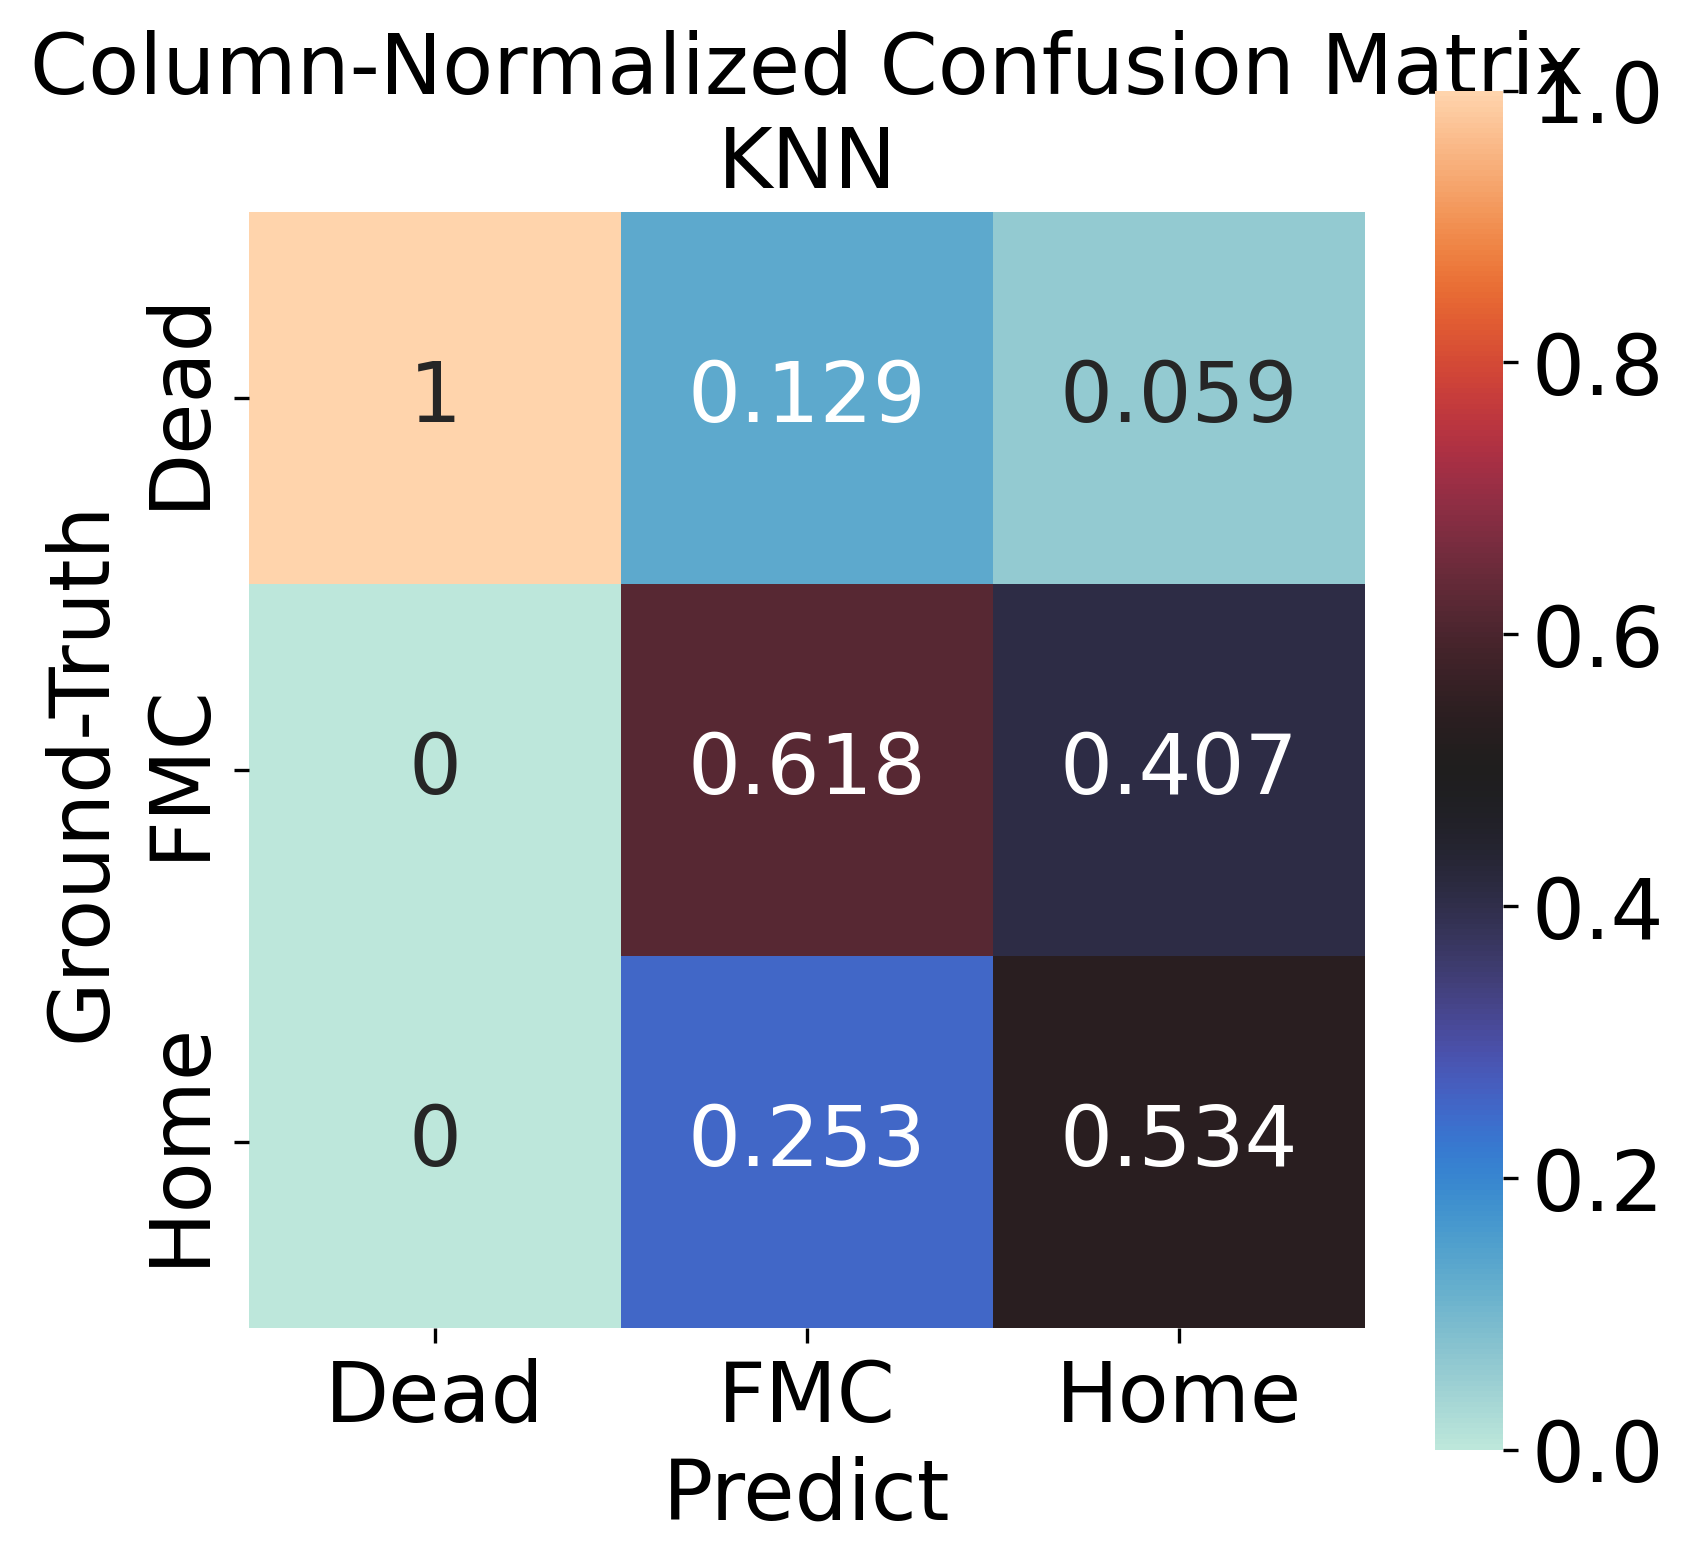 Column-Normalized Confusion Matrix
KNN
1.0
0.8
0.6
0.4
0.2
0.0
Ground-Truth
Dead
1
0.129
0.059
FMC
0
0.618
0.407
Home
0
0.253
0.534
Dead
FMC
Home
Predict